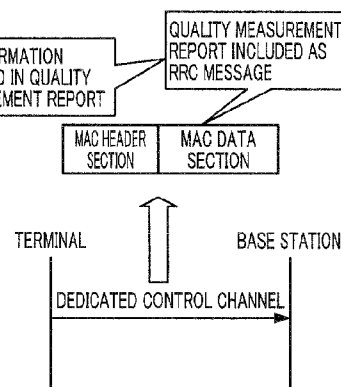 RMATION
D IN QUALITY
EMENT REPORT
QUALITY MEASUREMENT
REPORT INCLUDED AS
RRC MESSAGE
MAC HEADER
SECTION
MAC DATA
SECTION
TERMINAL
BASE STATION
DEDICATED CONTROL CHANNEL